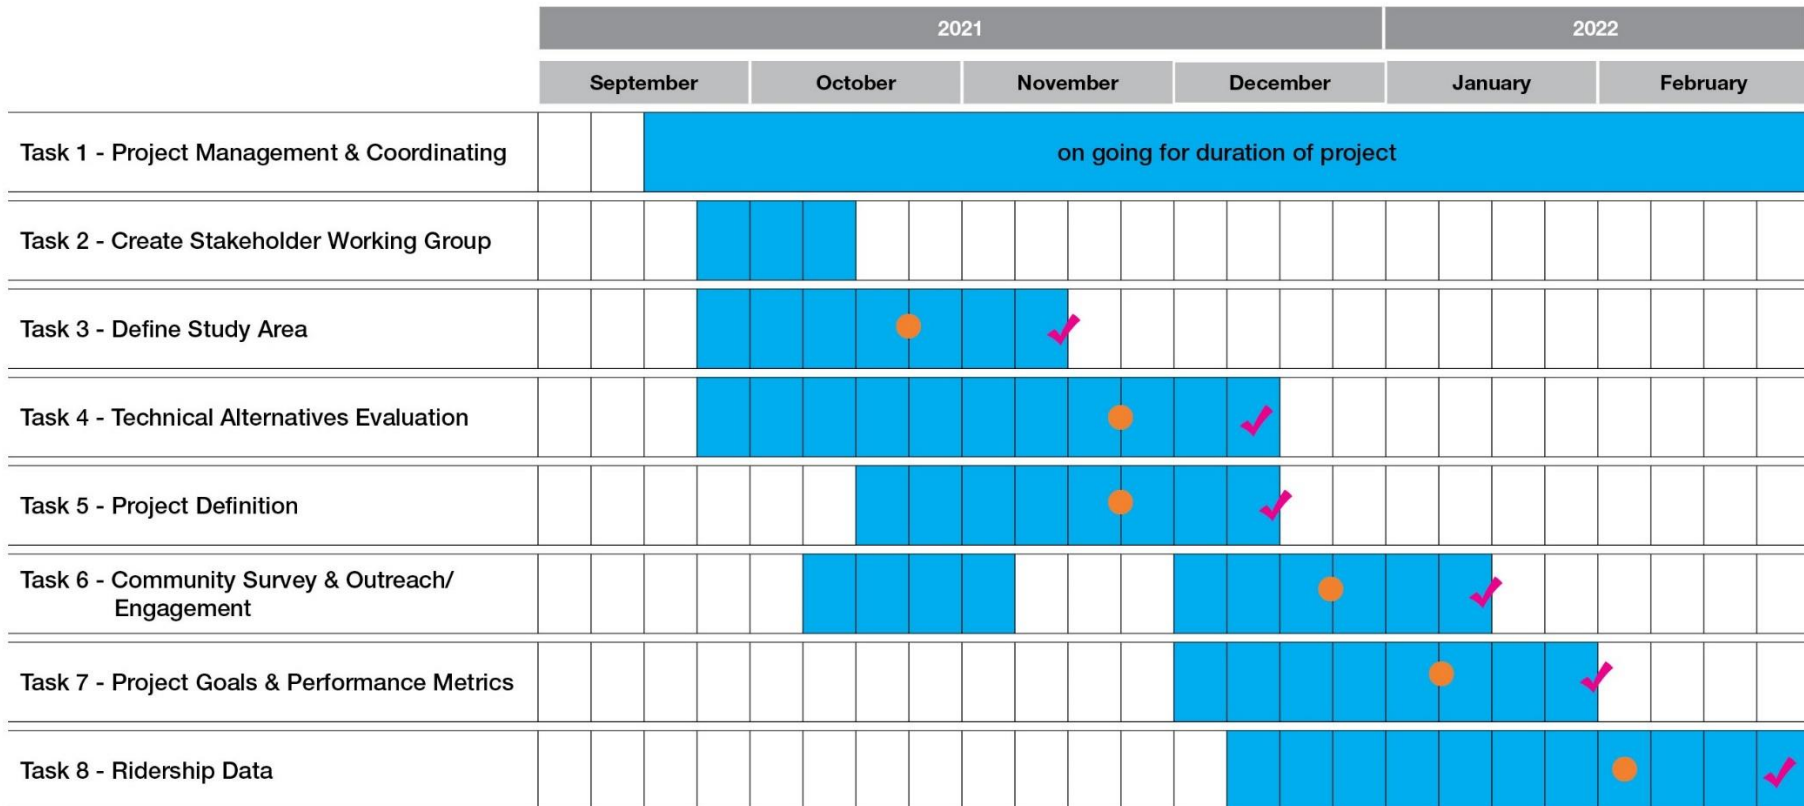 2021 2022
September October November December January February
Task 1 - Project Management & Coordinating on going for duration of project
Task 2 - Create Stakeholder Working Group
Task 3 - Define Study Area
Task 4 - Technical Alternatives Evaluation
Task 5 - Project Definition
Task 6 - Community Survey & Outreach/
Engagement
Task 7 - Project Goals & Performance Metrics
Task 8 - Ridership Data